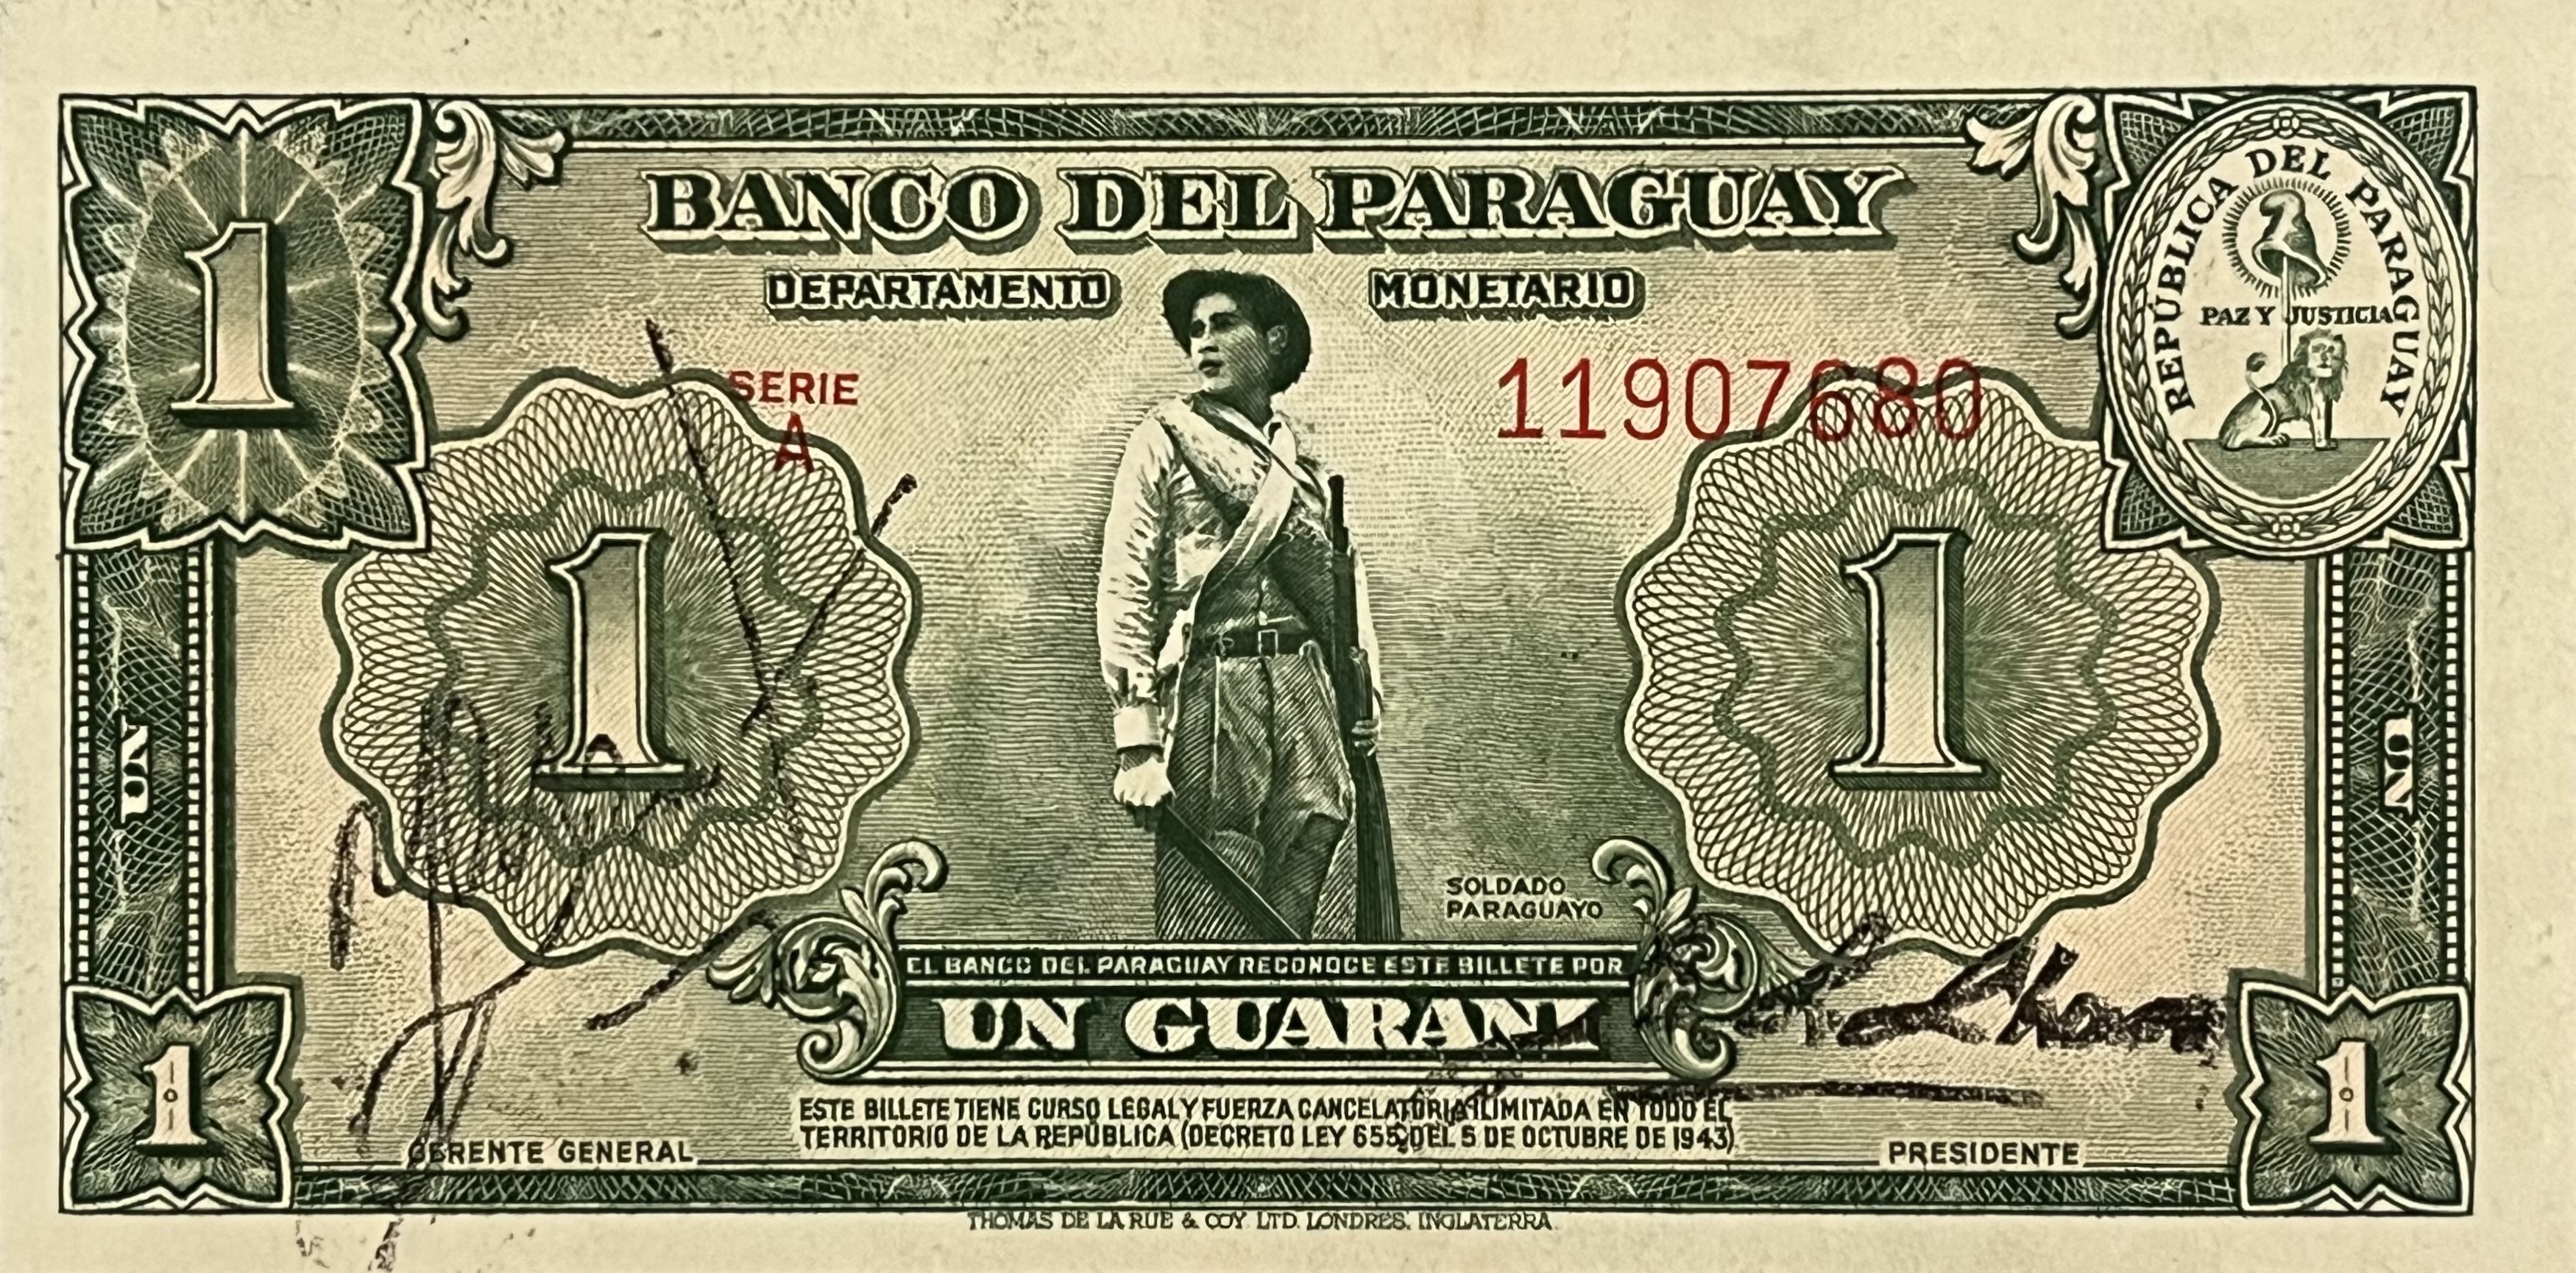 BANCO DEL PARAGUAY
DEPARTAMENTO MONETARIO
REPÚBLICA DEL PARAGUAY
PAZ Y JUSTICIA
1
SERIE
A
11907680
1
1
UN
UN
SOLDADO
PARAGUAYO
EL BANCO DEL PARAGUAY RECONOCE ESTE BILLETE POR
UN GUARANI
1
1
ESTE BILLETE TIENE CURSO LEGAL Y FUERZA CANCELATORIA ILIMITADA EN TODO EL
TERRITORIO DE LA REPÚBLICA (DECRETO LEY 655 DEL 5 DE OCTUBRE DE 1943)
GERENTE GENERAL
PRESIDENTE
THOMAS DE LA RUE & COY. LTD. LONDRES, INGLATERRA.